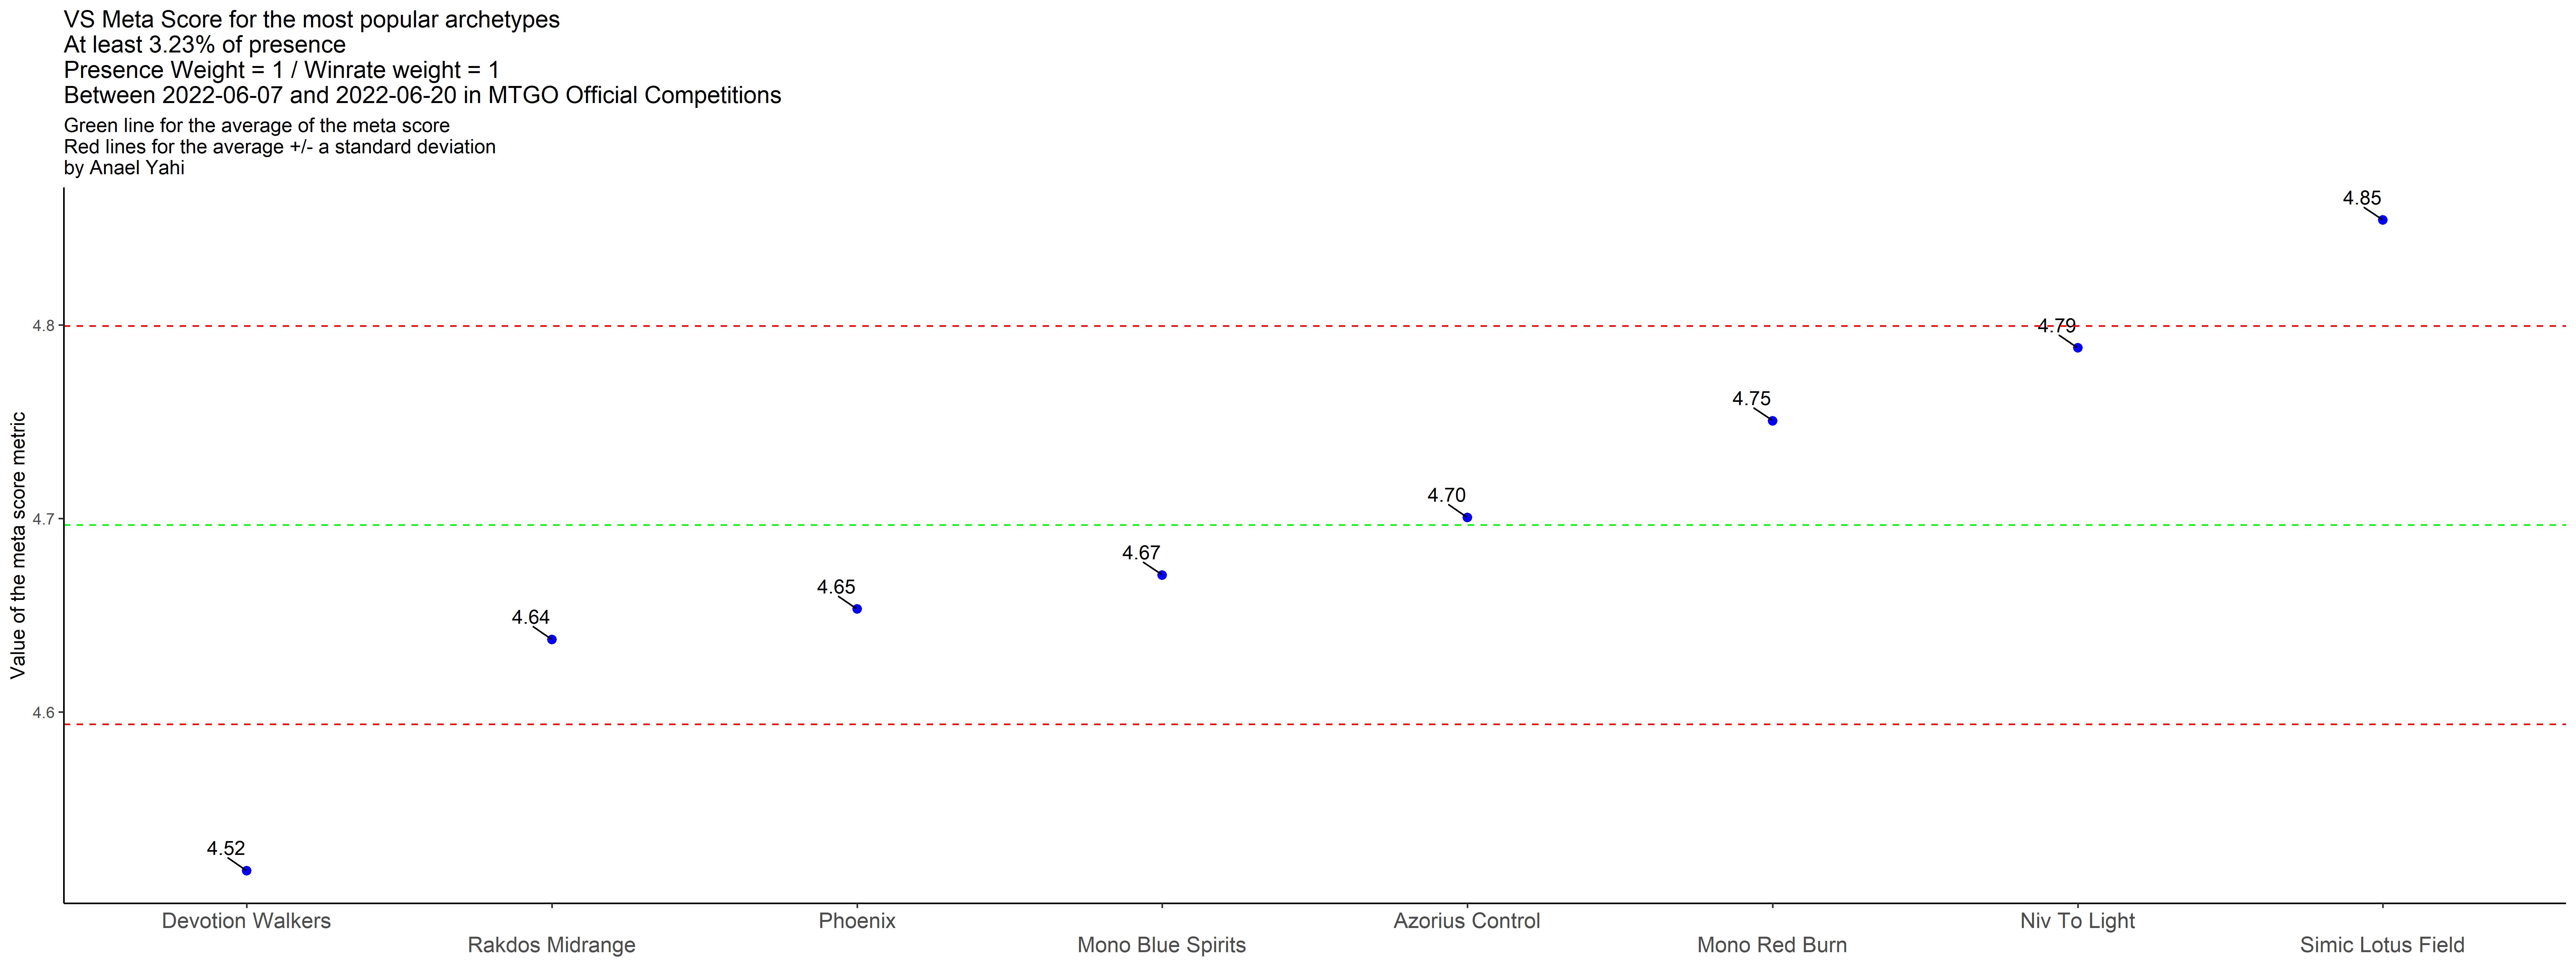 VS Meta Score for the most popular archetypes
At least 3.23% of presence
Presence Weight = 1 / Winrate weight = 1
Between 2022-06-07 and 2022-06-20 in MTGO Official Competitions
Green line for the average of the meta score
Red lines for the average +/- a standard deviation
by Anael Yahi
Value of the meta score metric
4.8
4.7
4.6
4.52
4.64
4.65
4.67
4.70
4.75
4.79
4.85
Devotion Walkers
Rakdos Midrange
Phoenix
Mono Blue Spirits
Azorius Control
Mono Red Burn
Niv To Light
Simic Lotus Field